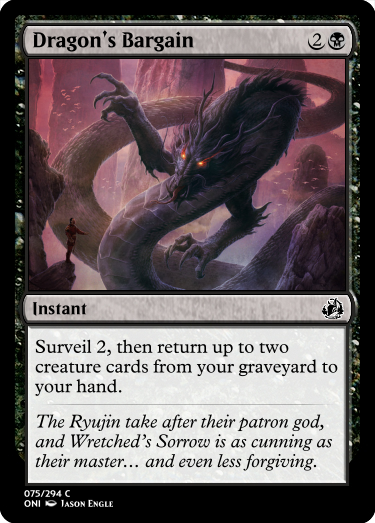 Dragon's Bargain 2
Instant
Surveil 2, then return up to two
creature cards from your graveyard to
your hand.
The Ryujin take after their patron god,
and Wretched's Sorrow is as cunning as
their master… and even less forgiving.
075/294 C
ONI Jason Engle